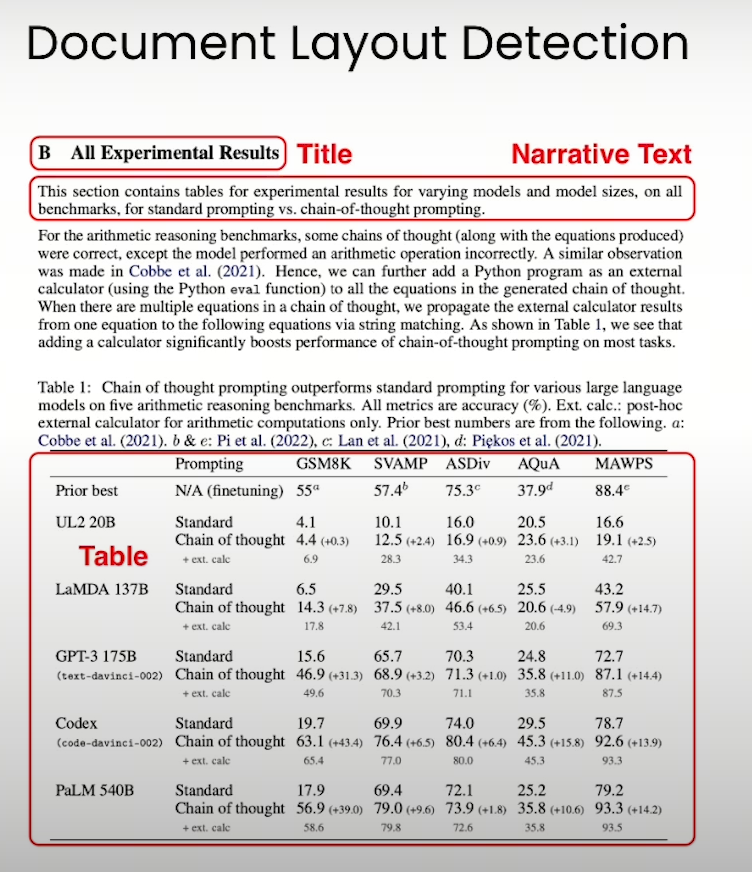 Document Layout Detection
B All Experimental Results Title Narrative Text
This section contains tables for experimental results for varying models and model sizes, on all
benchmarks, for standard prompting vs. chain-of-thought prompting.
For the arithmetic reasoning benchmarks, some chains of thought (along with the equations produced)
were correct, except the model performed an arithmetic operation incorrectly. A similar observation
was made in Cobbe et al. (2021). Hence, we can further add a Python program as an external
calculator (using the Python eval function) to all the equations in the generated chain of thought.
When there are multiple equations in a chain of thought, we propagate the external calculator results
from one equation to the following equations via string matching. As shown in Table 1, we see that
adding a calculator significantly boosts performance of chain-of-thought prompting on most tasks.
Table 1: Chain of thought prompting outperforms standard prompting for various large language
models on five arithmetic reasoning benchmarks. All metrics are accuracy (%). Ext. calc.: post-hoc
external calculator for arithmetic computations only. Prior best numbers are from the following. a:
Cobbe et al. (2021). b & e: Pi et al. (2022), c: Lan et al. (2021), d: Piękos et al. (2021).
Prompting GSM8K SVAMP ASDiv AQuA MAWPS
Prior best N/A (finetuning) 55ᵃ 57.4ᵇ 75.3ᶜ 37.9ᵈ 88.4ᵉ
UL2 20B Standard 4.1 10.1 16.0 20.5 16.6
Chain of thought 4.4 (+0.3) 12.5 (+2.4) 16.9 (+0.9) 23.6 (+3.1) 19.1 (+2.5)
Table + ext. calc 6.9 28.3 34.3 23.6 42.7
LaMDA 137B Standard 6.5 29.5 40.1 25.5 43.2
Chain of thought 14.3 (+7.8) 37.5 (+8.0) 46.6 (+6.5) 20.6 (-4.9) 57.9 (+14.7)
+ ext. calc 17.8 42.1 53.4 20.6 69.3
GPT-3 175B Standard 15.6 65.7 70.3 24.8 72.7
(text-davinci-002) Chain of thought 46.9 (+31.3) 68.9 (+3.2) 71.3 (+1.0) 35.8 (+11.0) 87.1 (+14.4)
+ ext. calc 49.6 70.3 71.1 35.8 87.5
Codex Standard 19.7 69.9 74.0 29.5 78.7
(code-davinci-002) Chain of thought 63.1 (+43.4) 76.4 (+6.5) 80.4 (+6.4) 45.3 (+15.8) 92.6 (+13.9)
+ ext. calc 65.4 77.0 80.0 45.3 93.3
PaLM 540B Standard 17.9 69.4 72.1 25.2 79.2
Chain of thought 56.9 (+39.0) 79.0 (+9.6) 73.9 (+1.8) 35.8 (+10.6) 93.3 (+14.2)
+ ext. calc 58.6 79.8 72.6 35.8 93.5